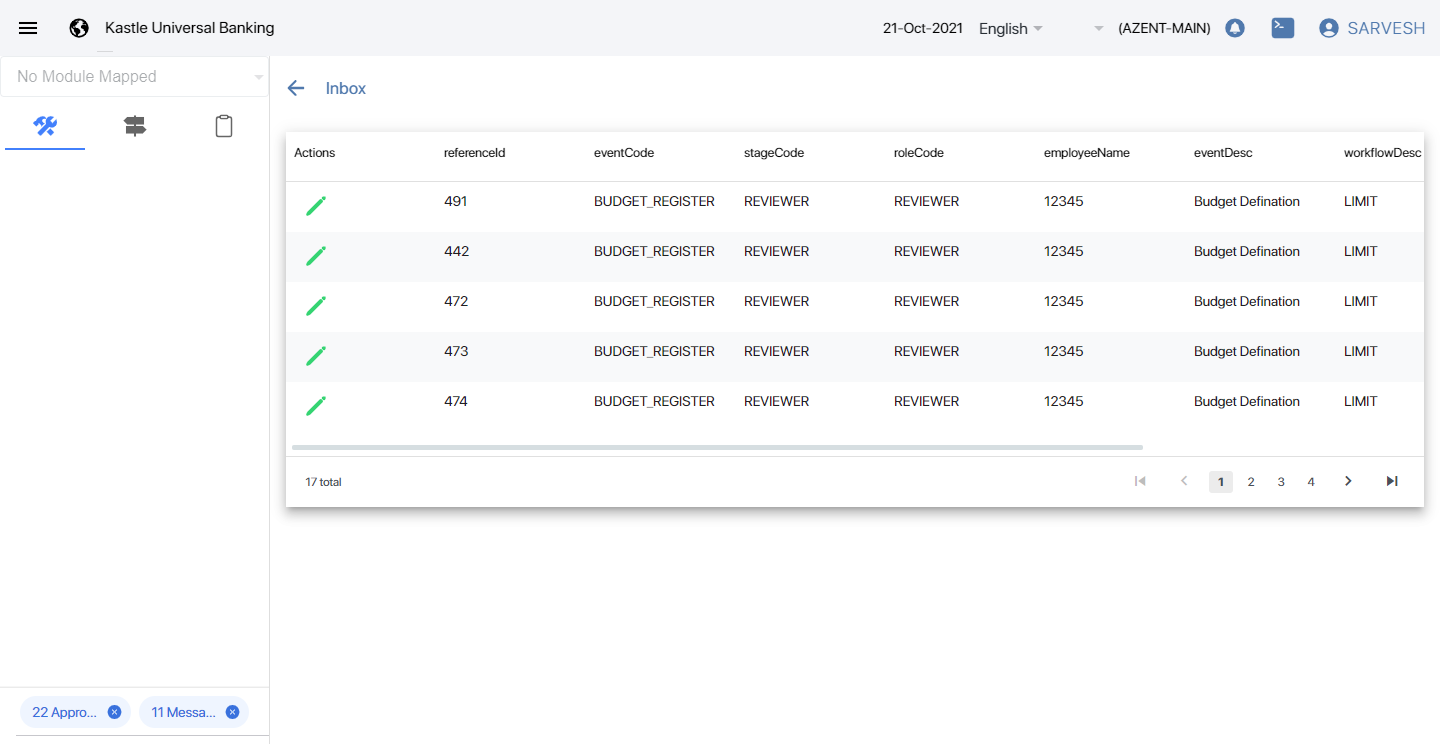 Kastle Universal Banking
21-Oct-2021 English (AZENT-MAIN) SARVESH
No Module Mapped
Inbox
Actions referenceId eventCode stageCode roleCode employeeName eventDesc workflowDesc
491 BUDGET_REGISTER REVIEWER REVIEWER 12345 Budget Defination LIMIT
442 BUDGET_REGISTER REVIEWER REVIEWER 12345 Budget Defination LIMIT
472 BUDGET_REGISTER REVIEWER REVIEWER 12345 Budget Defination LIMIT
473 BUDGET_REGISTER REVIEWER REVIEWER 12345 Budget Defination LIMIT
474 BUDGET_REGISTER REVIEWER REVIEWER 12345 Budget Defination LIMIT
17 total 1 2 3 4
22 Appro... 11 Messa...